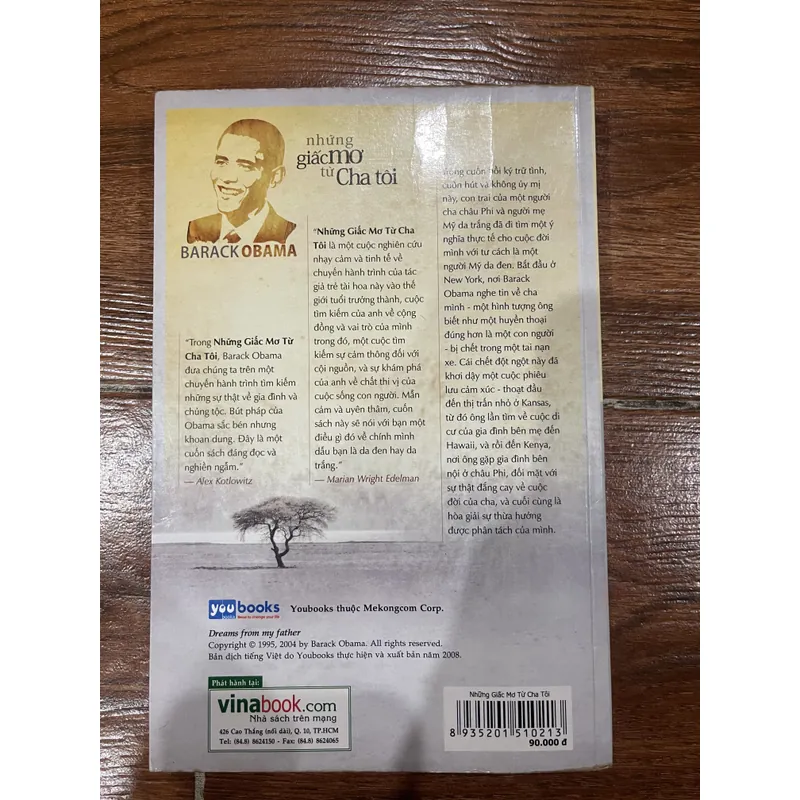 những
giấc mơ
từ Cha tôi
BARACK OBAMA
"Trong Những Giấc Mơ Từ
Cha Tôi, Barack Obama
đưa chúng ta trên một
chuyến hành trình tìm kiếm
những sự thật về gia đình và
chủng tộc. Bút pháp của
Obama sắc bén nhưng
khoan dung. Đây là một
cuốn sách đáng đọc và
nghiền ngẫm."
— Alex Kotlowitz
"Những Giấc Mơ Từ Cha
Tôi là một cuộc nghiên cứu
nhạy cảm và tinh tế về
chuyến hành trình của tác
giả trẻ tài hoa này vào thế
giới tuổi trưởng thành, cuộc
tìm kiếm của anh về cộng
đồng và vai trò của mình
trong đó, một cuộc tìm
kiếm sự cảm thông đối với
cội nguồn, và sự khám phá
của anh về chất thi vị của
cuộc sống con người. Mẫn
cảm và uyên thâm, cuốn
sách này sẽ nói với bạn một
điều gì đó về chính mình
dẫu bạn là da đen hay da
trắng."
— Marian Wright Edelman
Trong cuốn hồi ký trữ tình,
cuốn hút và không ủy mị
này, con trai của một người
cha châu Phi và người mẹ
Mỹ da trắng đã đi tìm một ý
nghĩa thực tế cho cuộc đời
mình với tư cách là một
người Mỹ da đen. Bắt đầu ở
New York, nơi Barack
Obama nghe tin về cha
mình - một hình tượng ông
biết như một huyền thoại
đúng hơn là một con người
- bị chết trong một tai nạn
xe. Cái chết đột ngột này đã
khơi dậy một cuộc phiêu
lưu cảm xúc - thoạt đầu
đến thị trấn nhỏ ở Kansas,
từ đó ông lần tìm về cuộc di
cư của gia đình bên mẹ đến
Hawaii, và rồi đến Kenya,
nơi ông gặp gia đình bên
nội ở châu Phi, đối mặt với
sự thật đắng cay về cuộc
đời của cha, và cuối cùng là
hòa giải sự thừa hưởng
được phân tách của mình.
youbooks
Youbooks thuộc Mekongcom Corp.
Dreams from my father
Copyright © 1995, 2004 by Barack Obama. All rights reserved.
Bản dịch tiếng Việt do Youbooks thực hiện và xuất bản năm 2008.
Phát hành tại:
vinabook.com
Nhà sách trên mạng
426 Cao Thắng (nối dài), Q. 10, TP.HCM
Tel: (84.8) 8624150 - Fax: (84.8) 8624065
Những Giấc Mơ Từ Cha Tôi
8 935201 510213
90.000 đ